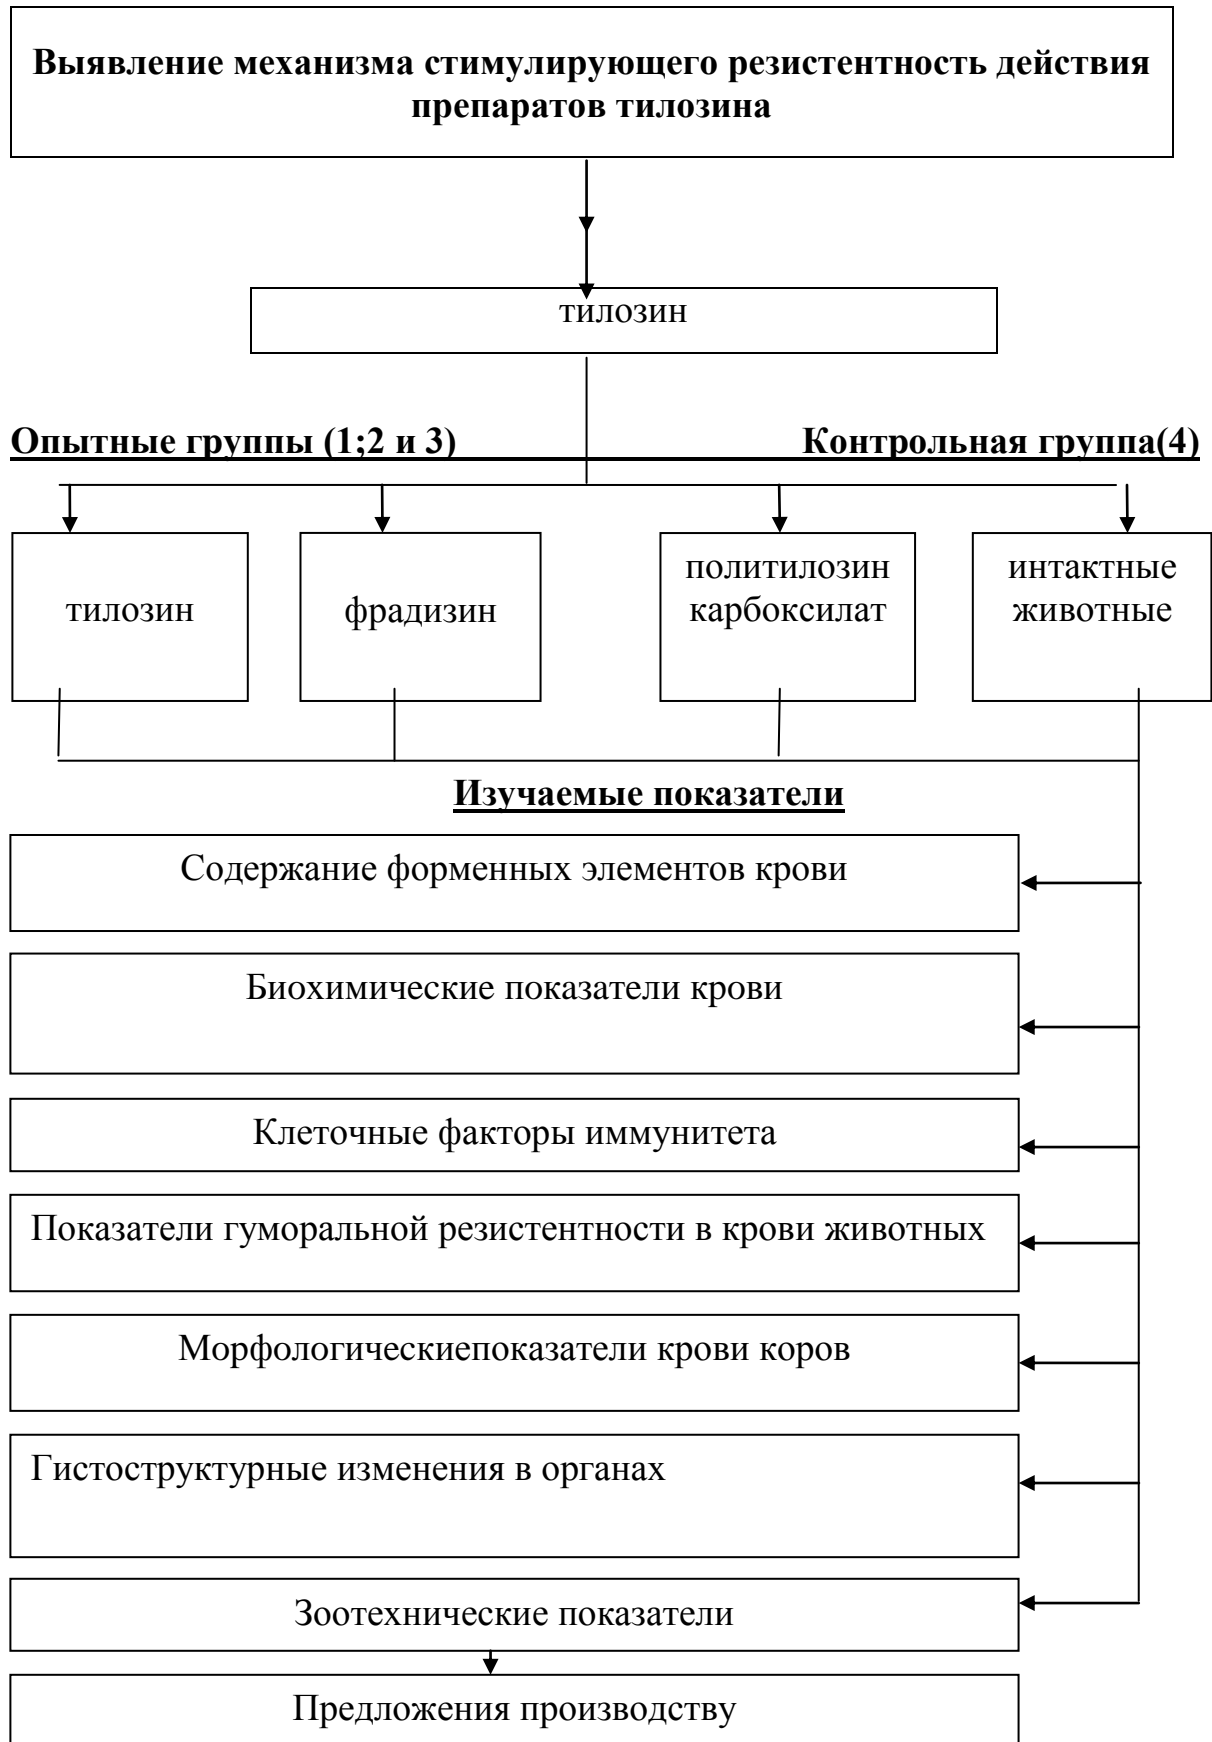 Выявление механизма стимулирующего резистентность действия
препаратов тилозина
тилозин
Опытные группы (1;2 и 3) Контрольная группа(4)
тилозин
фрадизин
политилозин
карбоксилат
интактные
животные
Изучаемые показатели
Содержание форменных элементов крови
Биохимические показатели крови
Клеточные факторы иммунитета
Показатели гуморальной резистентности в крови животных
Морфологическиепоказатели крови коров
Гистоструктурные изменения в органах
Зоотехнические показатели
Предложения производству